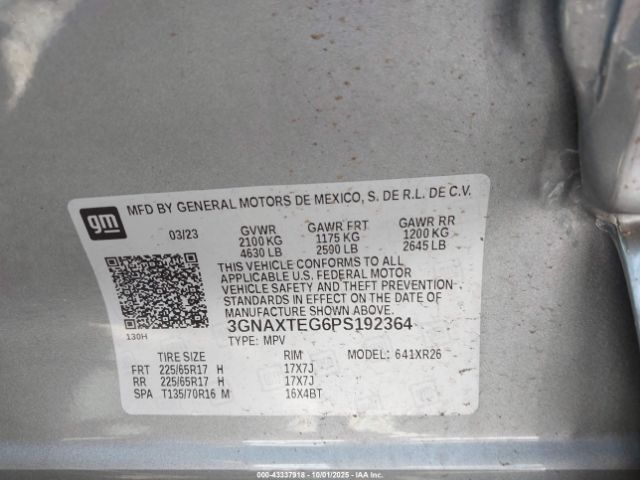 gm
MFD BY GENERAL MOTORS DE MEXICO, S. DE R.L. DE C.V.
03/23 GVWR GAWR FRT GAWR RR
2100 KG 1175 KG 1200 KG
4630 LB 2590 LB 2645 LB
THIS VEHICLE CONFORMS TO ALL
APPLICABLE U.S. FEDERAL MOTOR
VEHICLE SAFETY AND THEFT PREVENTION
STANDARDS IN EFFECT ON THE DATE OF
MANUFACTURE SHOWN ABOVE.
130H 3GNAXTEG6PS192364
TYPE: MPV MODEL: 641XR26
TIRE SIZE RIM
FRT 225/65R17 H 17X7J
RR 225/65R17 H 17X7J
SPA T135/70R16 M 16X4BT
000-43337918 - 10/01/2025 - IAAI.CA